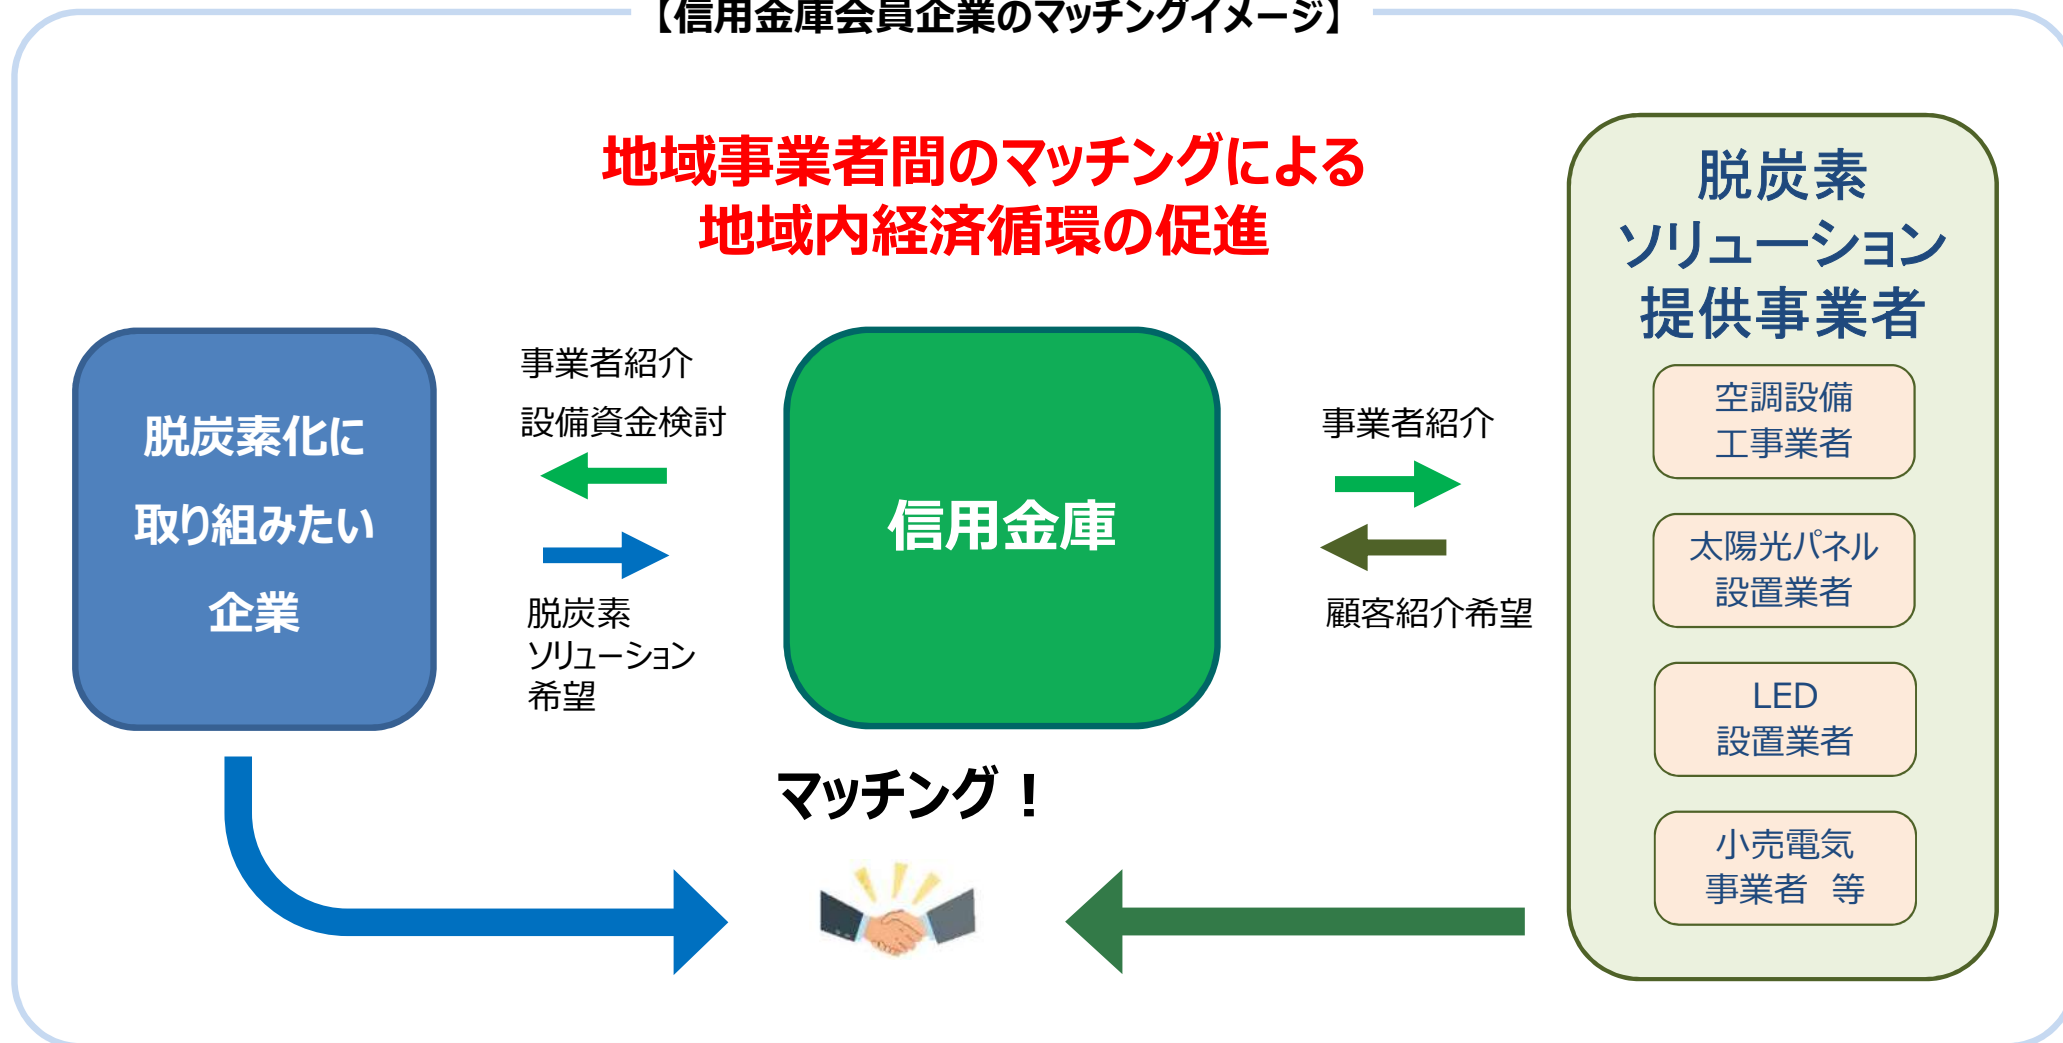 【信用金庫会員企業のマッチングイメージ】
地域事業者間のマッチングによる
地域内経済循環の促進
脱炭素化に
取り組みたい
企業
事業者紹介
設備資金検討
脱炭素
ソリューション
希望
信用金庫
事業者紹介
顧客紹介希望
脱炭素
ソリューション
提供事業者
空調設備
工事業者
太陽光パネル
設置業者
LED
設置業者
小売電気
事業者　等
マッチング！